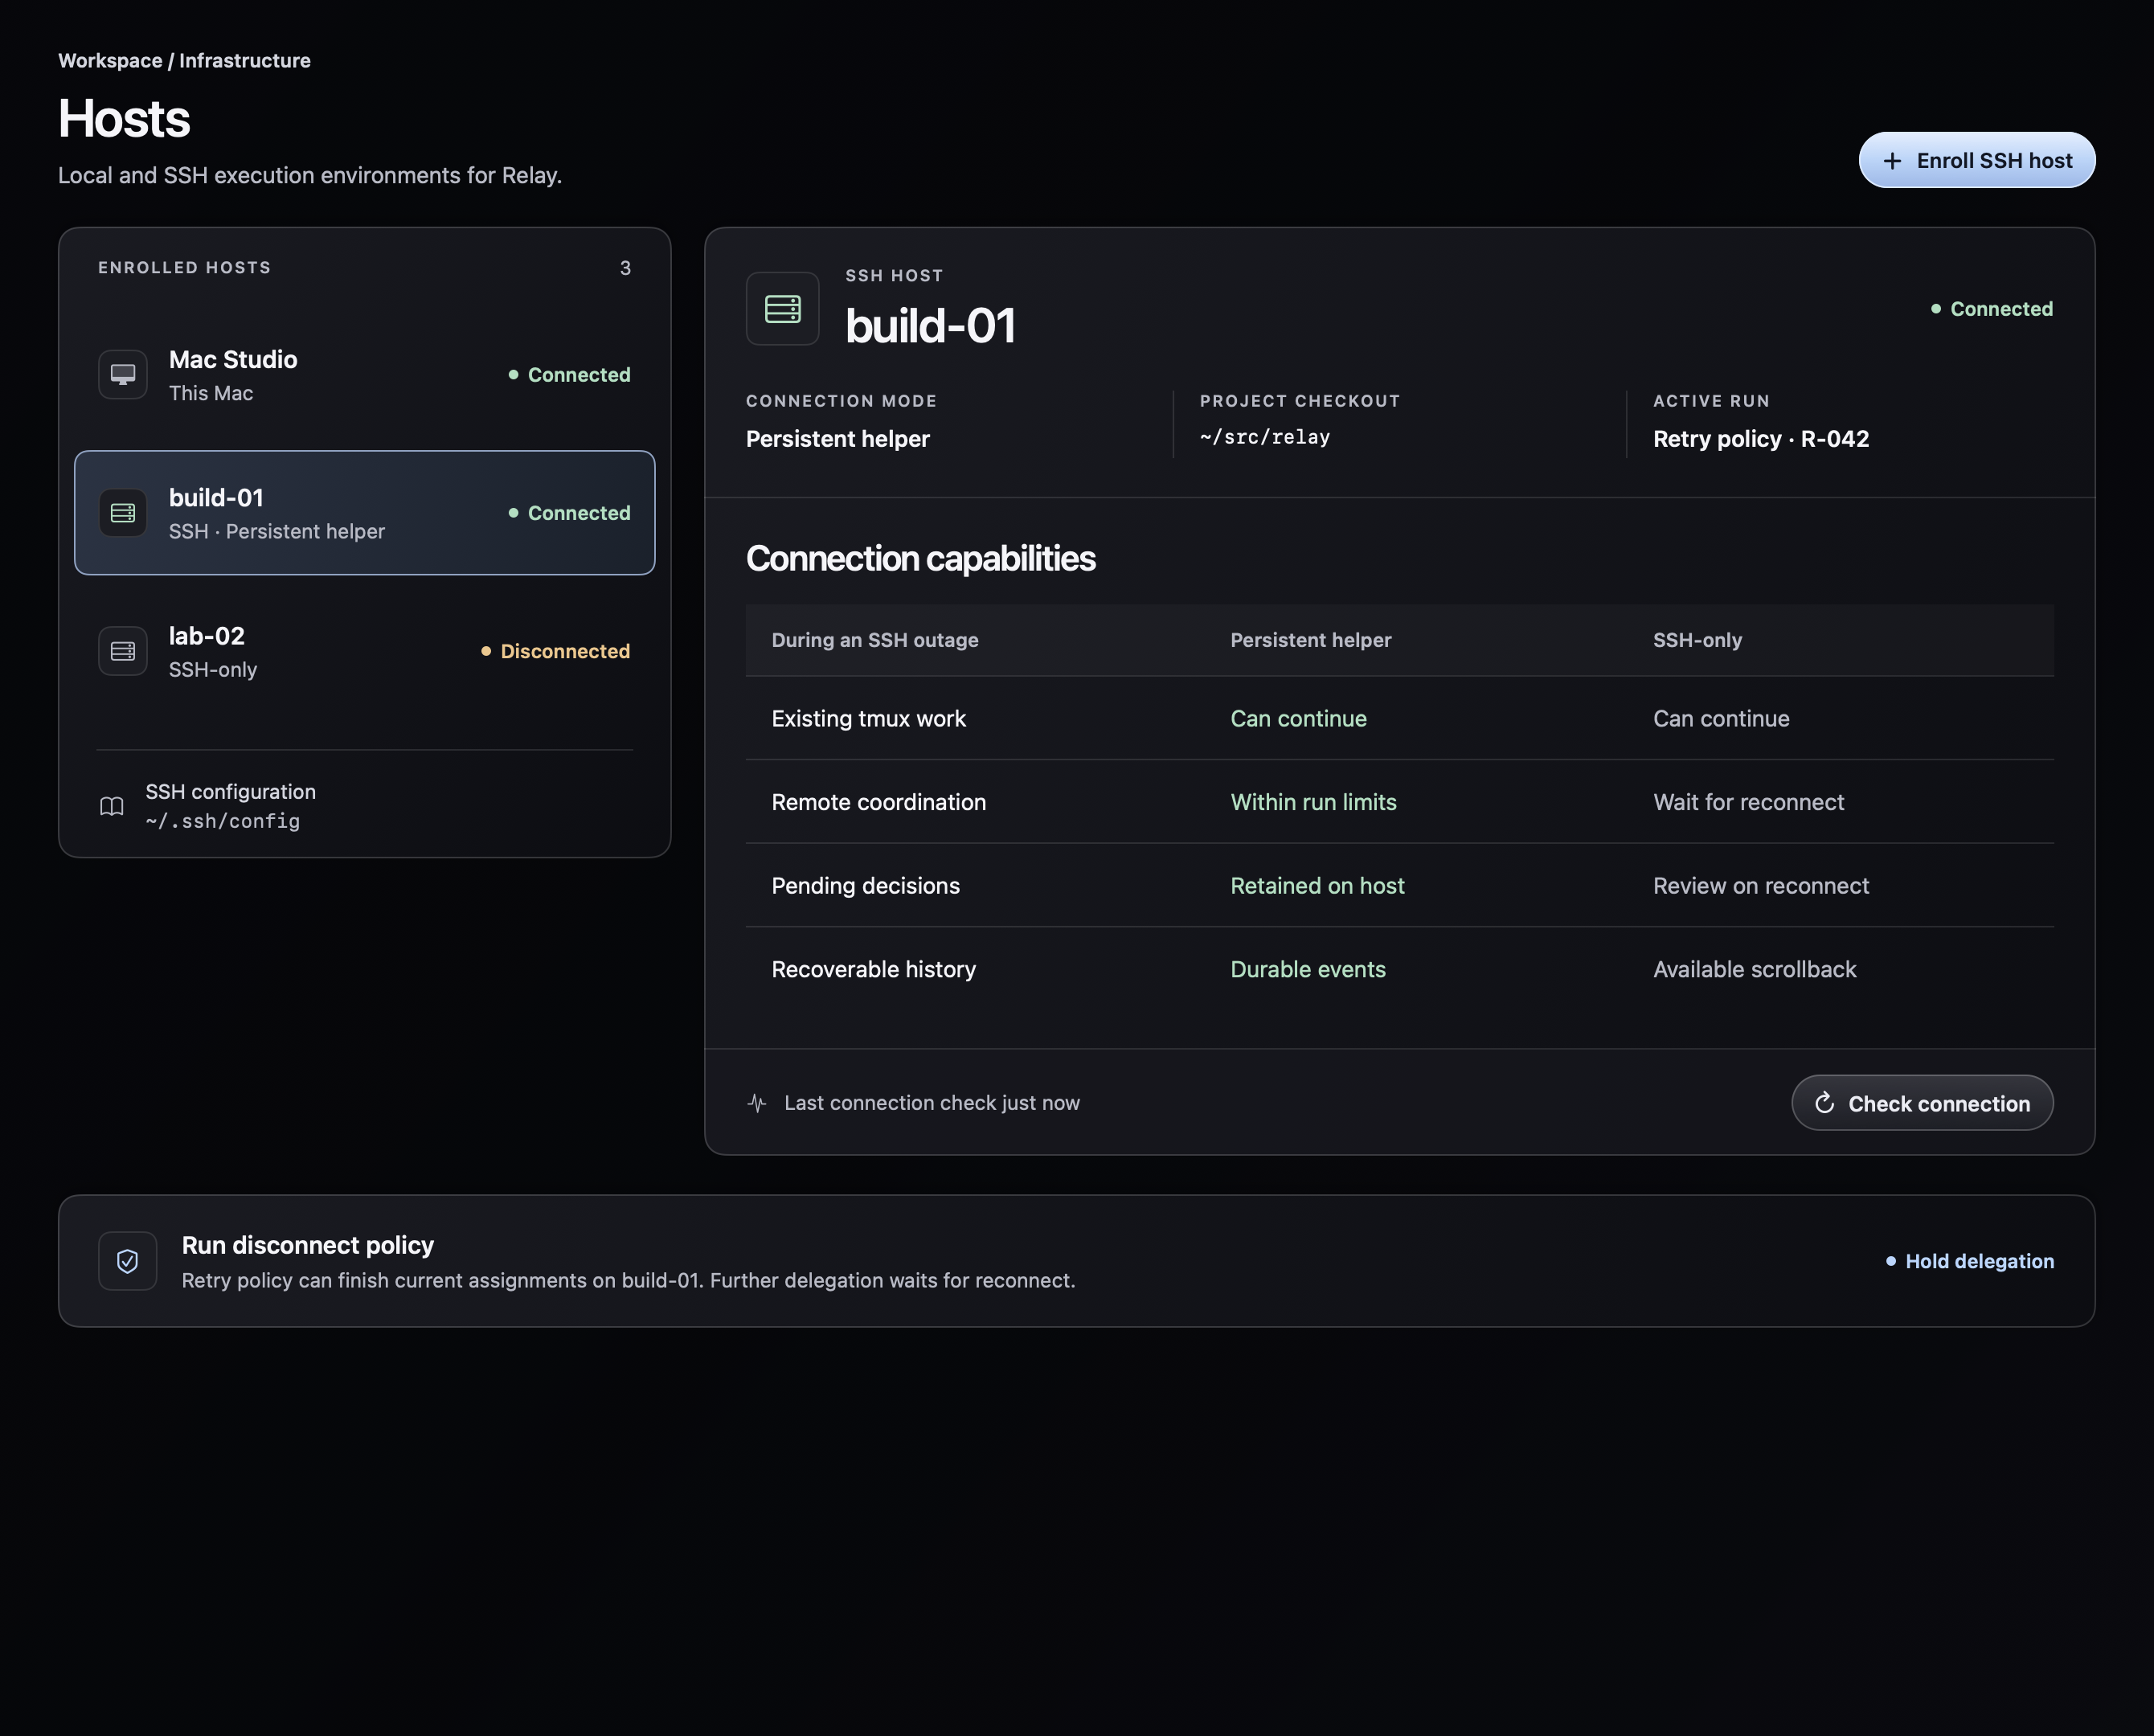 Workspace / Infrastructure
Hosts
Local and SSH execution environments for Relay.
+ Enroll SSH host
ENROLLED HOSTS
3
Mac Studio
This Mac
Connected
build-01
SSH · Persistent helper
Connected
lab-02
SSH-only
Disconnected
SSH configuration
~/.ssh/config
SSH HOST
build-01
Connected
CONNECTION MODE
Persistent helper
PROJECT CHECKOUT
~/src/relay
ACTIVE RUN
Retry policy · R-042
Connection capabilities
During an SSH outage
Persistent helper
SSH-only
Existing tmux work
Can continue
Can continue
Remote coordination
Within run limits
Wait for reconnect
Pending decisions
Retained on host
Review on reconnect
Recoverable history
Durable events
Available scrollback
Last connection check just now
Check connection
Run disconnect policy
Retry policy can finish current assignments on build-01. Further delegation waits for reconnect.
Hold delegation